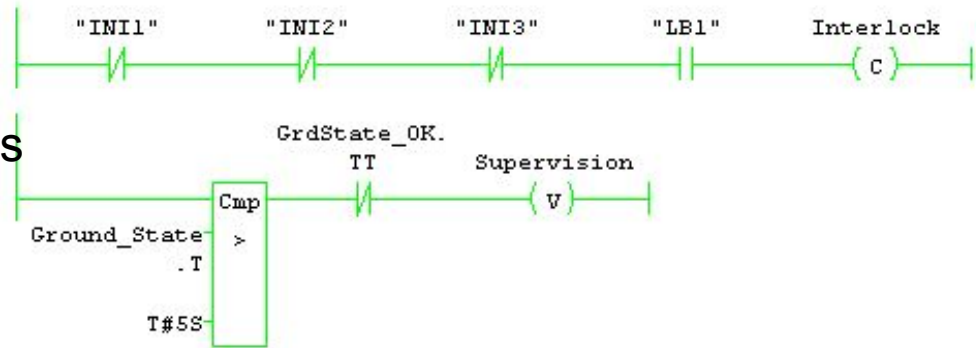 "INI1" "INI2" "INI3" "LB1" Interlock
C
s
GrdState_OK.
TT Supervision
Cmp V
Ground_State >
.T
T#5S